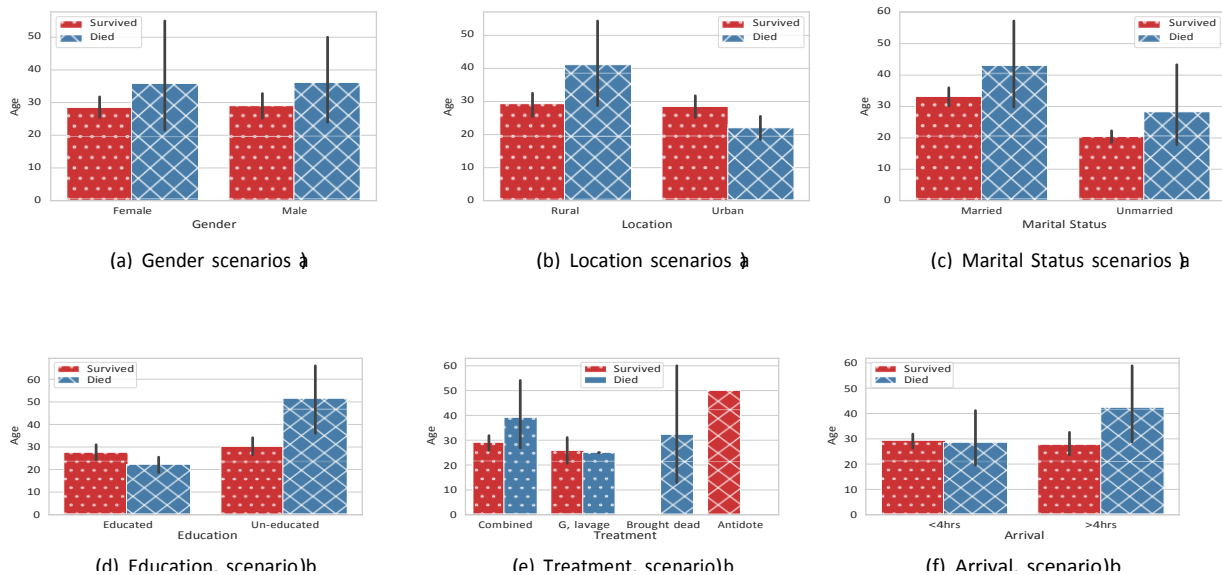 Survived
Died
50
40
30
20
10
0
Age
Female
Male
Gender
(a) Gender scenarios a)
Survived
Died
50
40
30
20
10
0
Age
Rural
Urban
Location
(b) Location scenarios a)
Survived
Died
60
50
40
30
20
10
0
Age
Married
Unmarried
Marital Status
(c) Marital Status scenarios a)
Survived
Died
60
50
40
30
20
10
0
Age
Educated
Un-educated
Education
(d) Education, scenario)b
Survived
Died
60
50
40
30
20
10
0
Age
Combined
G, lavage
Brought dead
Antidote
Treatment
(e) Treatment, scenario)b
Survived
Died
60
50
40
30
20
10
0
Age
<4hrs
>4hrs
Arrival
(f) Arrival, scenario)b